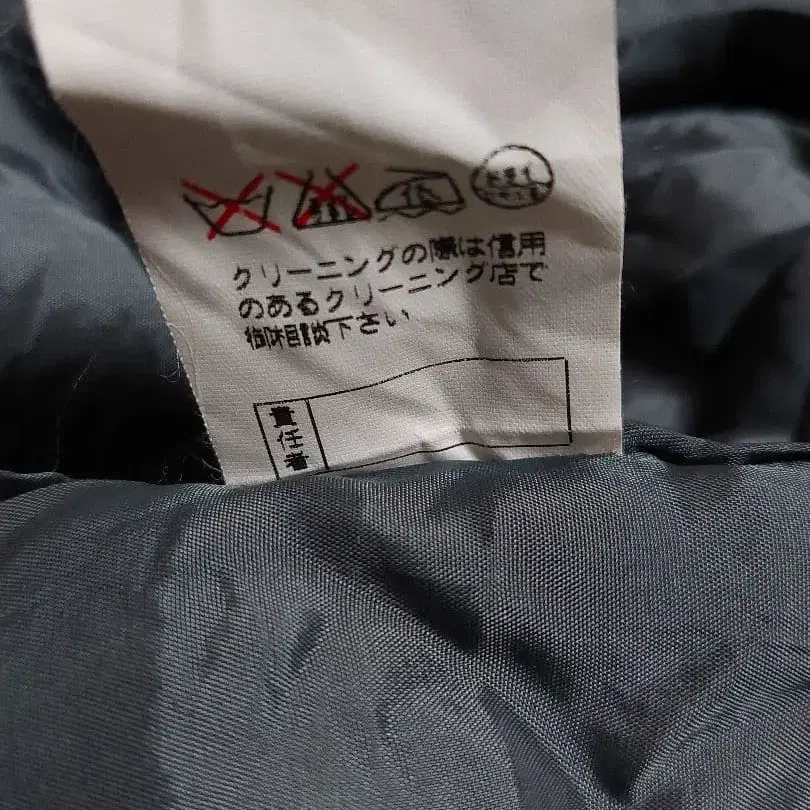 クリーニングの際は信用
のあるクリーニング店で
御相談下さい
責任者